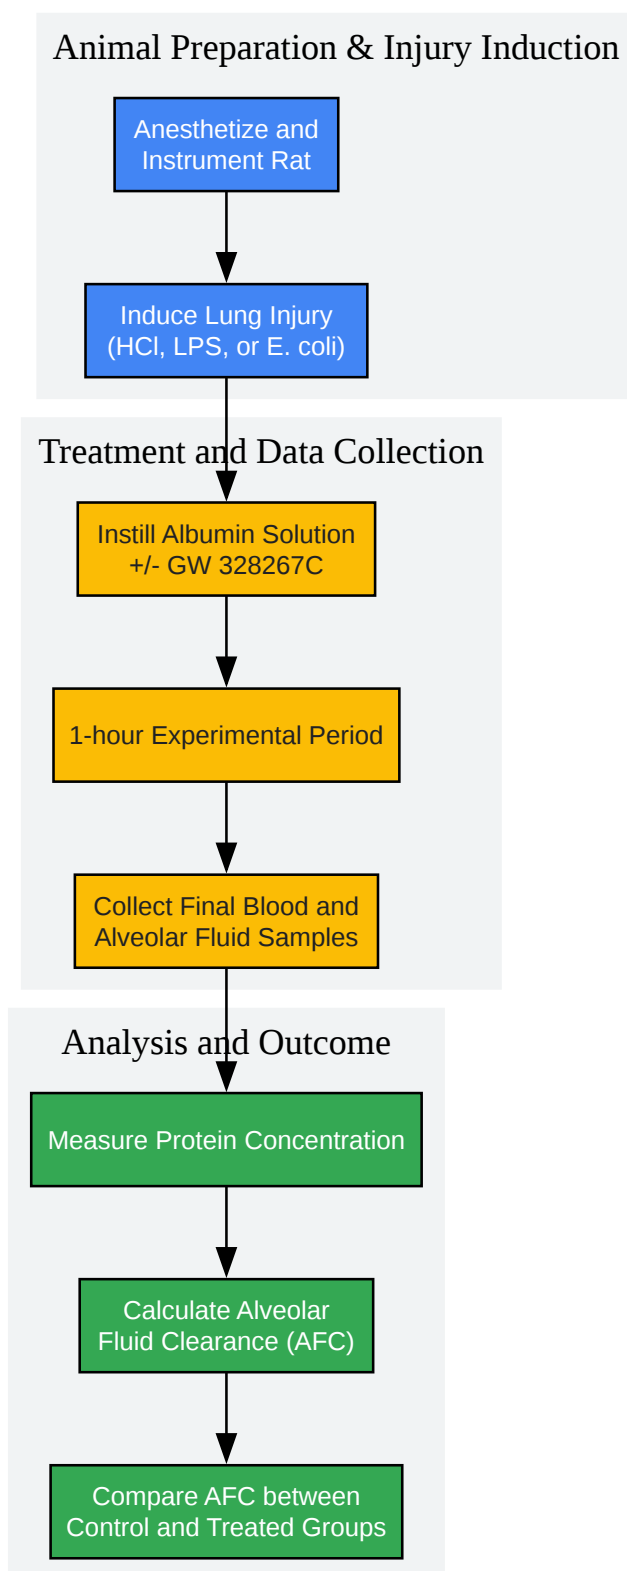 Animal Preparation & Injury Induction
Anesthetize and
Instrument Rat
Induce Lung Injury
(HCl, LPS, or E. coli)
Treatment and Data Collection
Instill Albumin Solution
+/- GW 328267C
1-hour Experimental Period
Collect Final Blood and
Alveolar Fluid Samples
Analysis and Outcome
Measure Protein Concentration
Calculate Alveolar
Fluid Clearance (AFC)
Compare AFC between
Control and Treated Groups